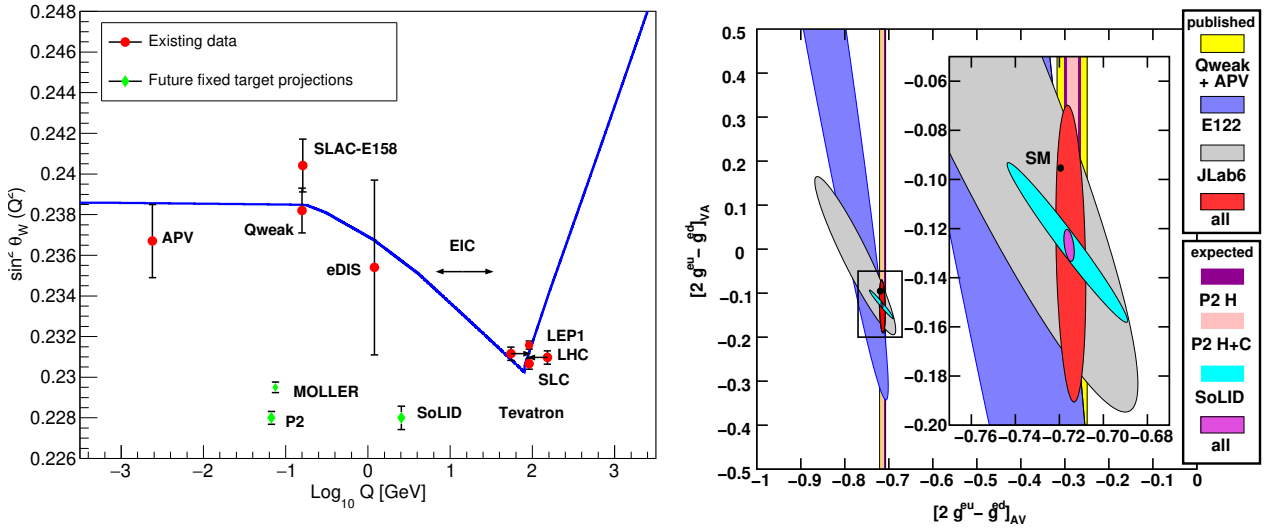 0.248
0.246
0.244
0.242
0.24
0.238
0.236
0.234
0.232
0.23
0.228
0.226
sin² θ_W (Q²)
Existing data
Future fixed target projections
SLAC-E158
APV
Qweak
eDIS
EIC
LEP1
LHC
SLC
MOLLER
P2
SoLID
Tevatron
−3 −2 −1 0 1 2 3
Log₁₀ Q [GeV]
0.5
0.4
0.3
0.2
0.1
0
−0.1
−0.2
−0.3
−0.4
−0.5
[2 g^eu − g^ed]_VA
−0.06
−0.08
−0.10
−0.12
−0.14
−0.16
−0.18
−0.20
SM
−0.76 −0.74 −0.72 −0.70 −0.68
−1 −0.9 −0.8 −0.7 −0.6 −0.5 −0.4 −0.3 −0.2 −0.1 0
[2 g^eu − g^ed]_AV
published
Qweak
+ APV
E122
JLab6
all
expected
P2 H
P2 H+C
SoLID
all